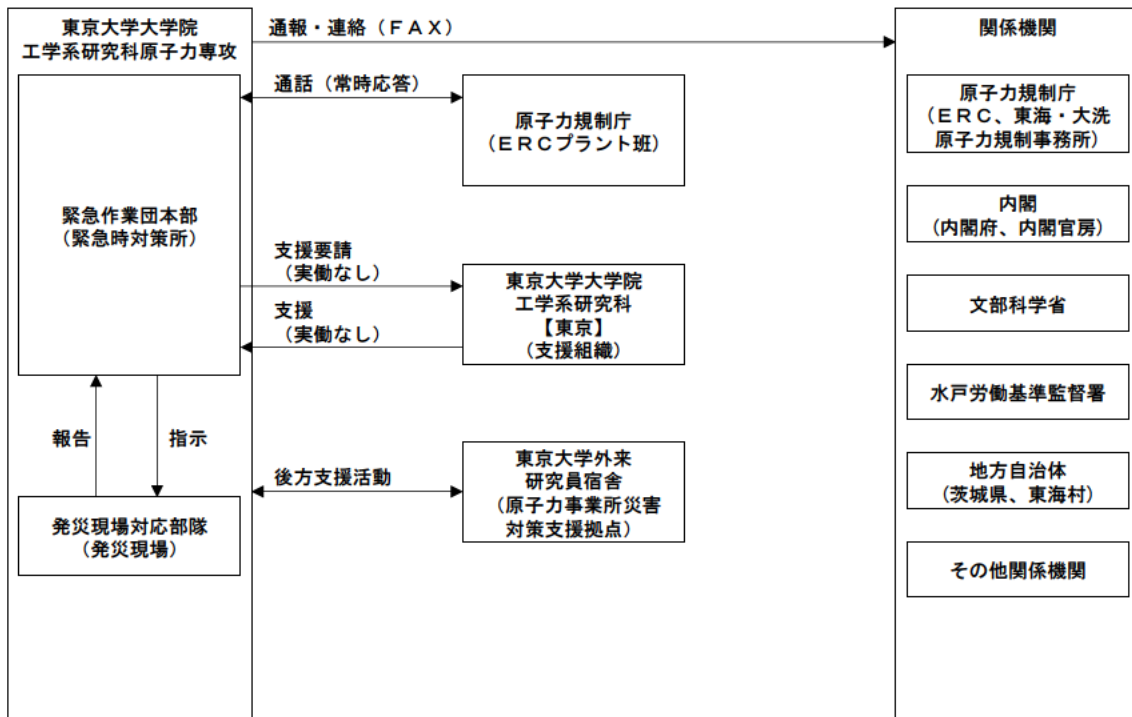 東京大学大学院
工学系研究科原子力専攻
緊急作業団本部
（緊急時対策所）
報告
指示
発災現場対応部隊
（発災現場）
通報・連絡（ＦＡＸ）
通話（常時応答）
原子力規制庁
（ＥＲＣプラント班）
支援要請
（実働なし）
支援
（実働なし）
東京大学大学院
工学系研究科
【東京】
（支援組織）
後方支援活動
東京大学外来
研究員宿舎
（原子力事業所災害
対策支援拠点）
関係機関
原子力規制庁
（ＥＲＣ、東海・大洗
原子力規制事務所）
内閣
（内閣府、内閣官房）
文部科学省
水戸労働基準監督署
地方自治体
（茨城県、東海村）
その他関係機関